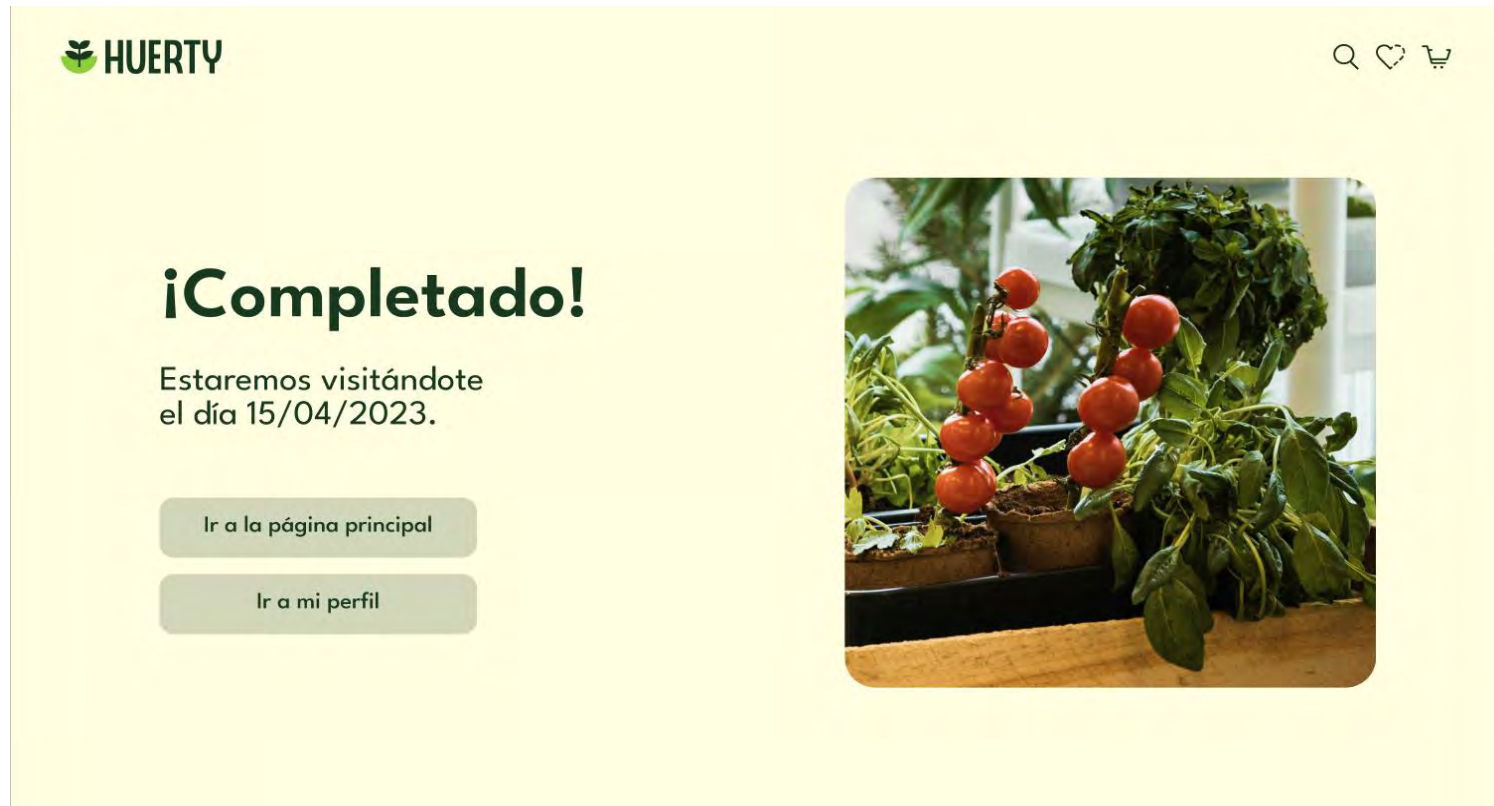 HUERTY
¡Completado!
Estaremos visitándote
el día 15/04/2023.
Ir a la página principal
Ir a mi perfil